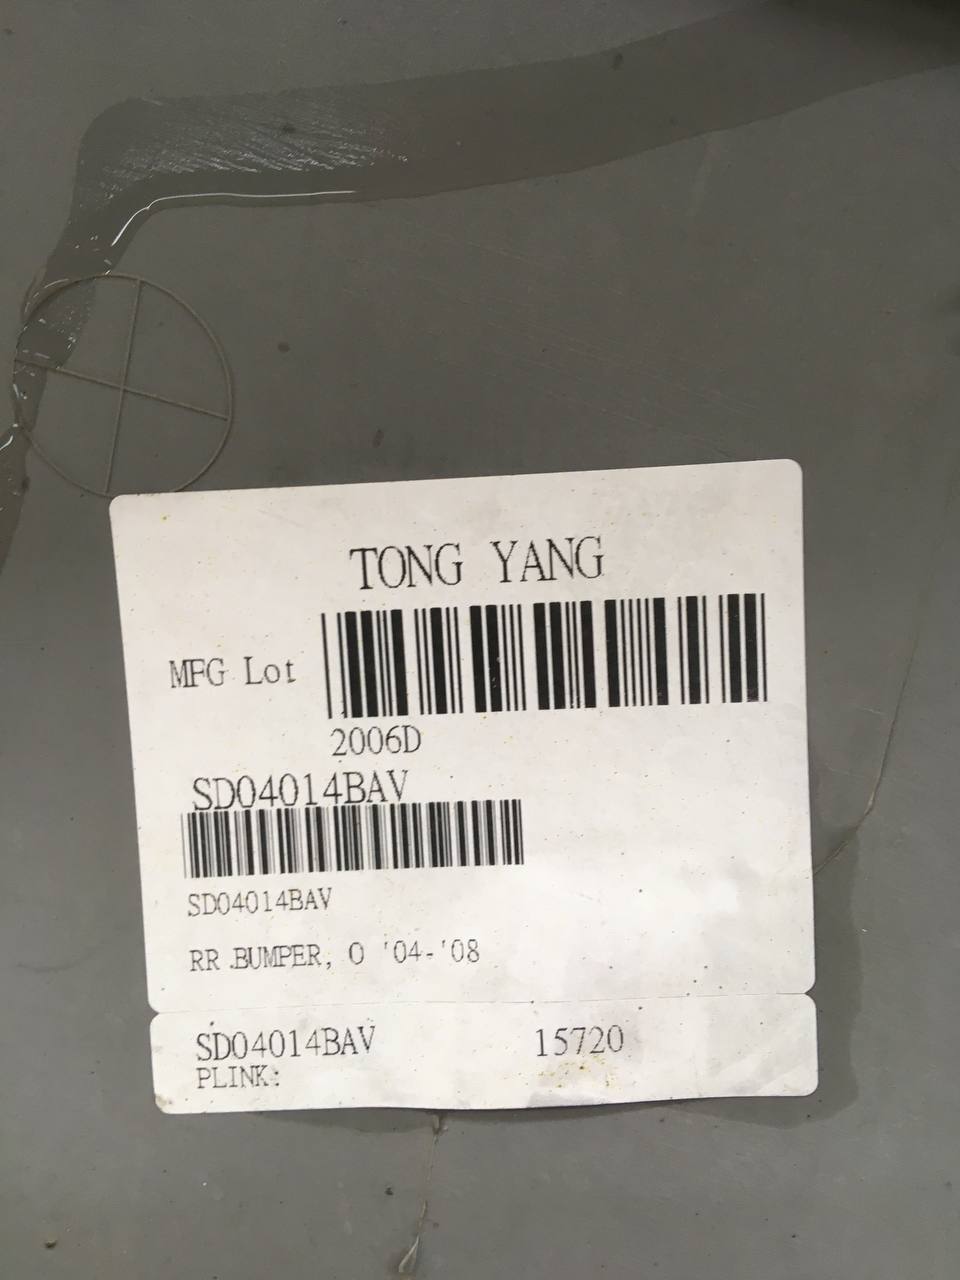 TONG YANG
MFG Lot
2006D
SD04014BAV
SD04014BAV
RR.BUMPER, O '04-'08
SD04014BAV 15720
PLINK: